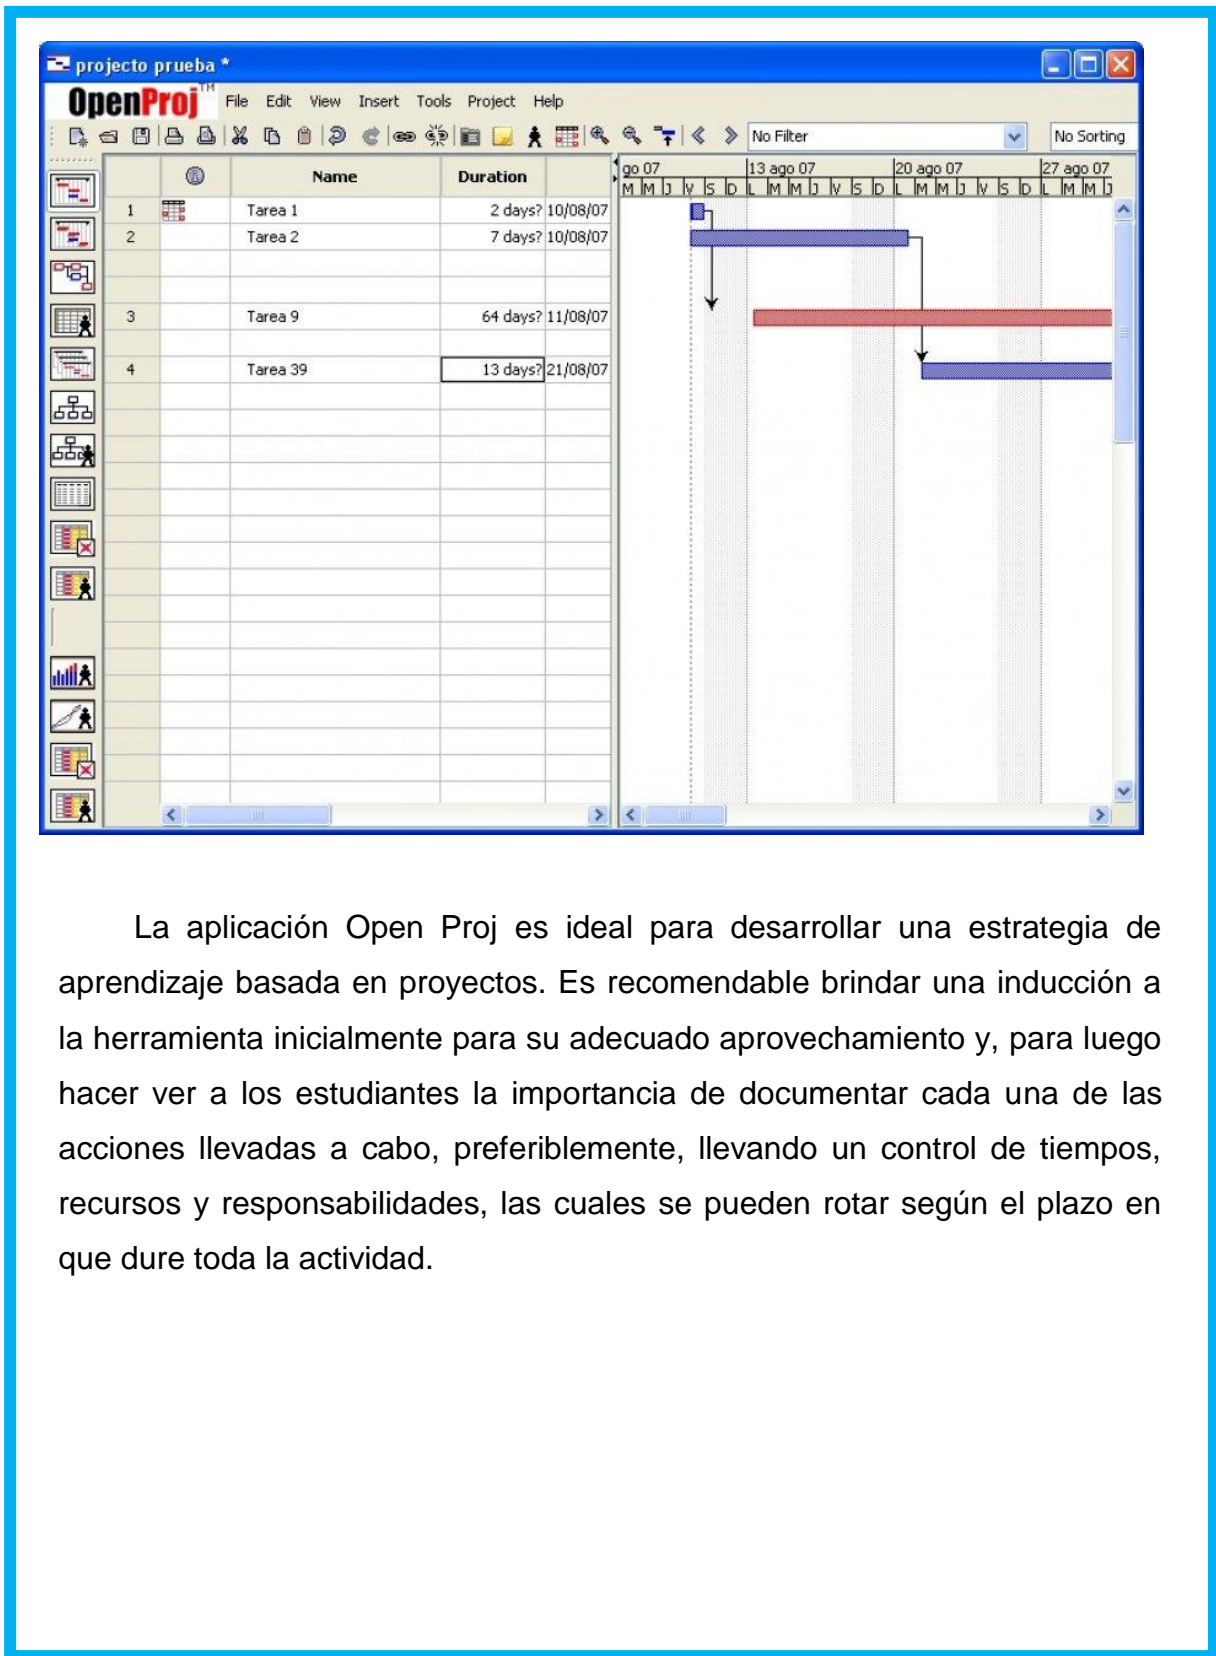 projecto prueba *
OpenProj™ File Edit View Insert Tools Project Help
No Filter No Sorting
Name Duration go 07 13 ago 07 20 ago 07 27 ago 07
M M J V S D L M M J V S D L M M J V S D L M M J
1 Tarea 1 2 days? 10/08/07
2 Tarea 2 7 days? 10/08/07
3 Tarea 9 64 days? 11/08/07
4 Tarea 39 13 days? 21/08/07
La aplicación Open Proj es ideal para desarrollar una estrategia de
aprendizaje basada en proyectos. Es recomendable brindar una inducción a
la herramienta inicialmente para su adecuado aprovechamiento y, para luego
hacer ver a los estudiantes la importancia de documentar cada una de las
acciones llevadas a cabo, preferiblemente, llevando un control de tiempos,
recursos y responsabilidades, las cuales se pueden rotar según el plazo en
que dure toda la actividad.